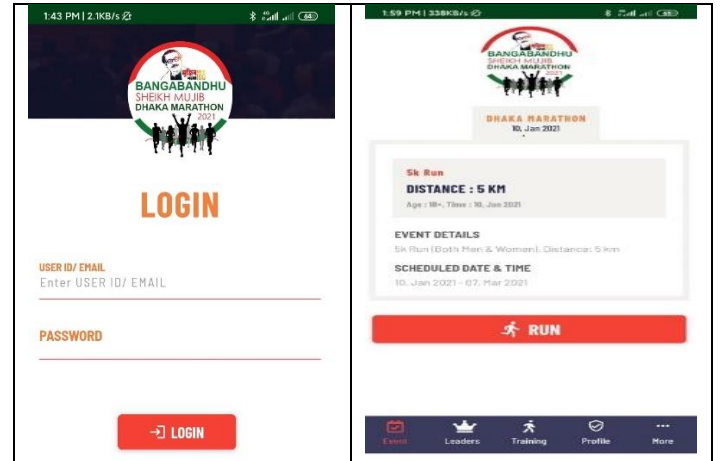 1:43 PM | 2.1KB/s
64
BANGABANDHU
SHEIKH MUJIB
DHAKA MARATHON
2021
LOGIN
USER ID/ EMAIL
Enter USER ID/ EMAIL
PASSWORD
LOGIN
1:59 PM | 338KB/s
BANGABANDHU
SHEIKH MUJIB
DHAKA MARATHON
DHAKA MARATHON
10, Jan 2021
5k Run
DISTANCE : 5 KM
Age : 18+, Time : 10, Jan 2021
EVENT DETAILS
5k Run (Both Men & Women), Distance: 5 km
SCHEDULED DATE & TIME
10, Jan 2021 - 07, Mar 2021
RUN
Event Leaders Training Profile More